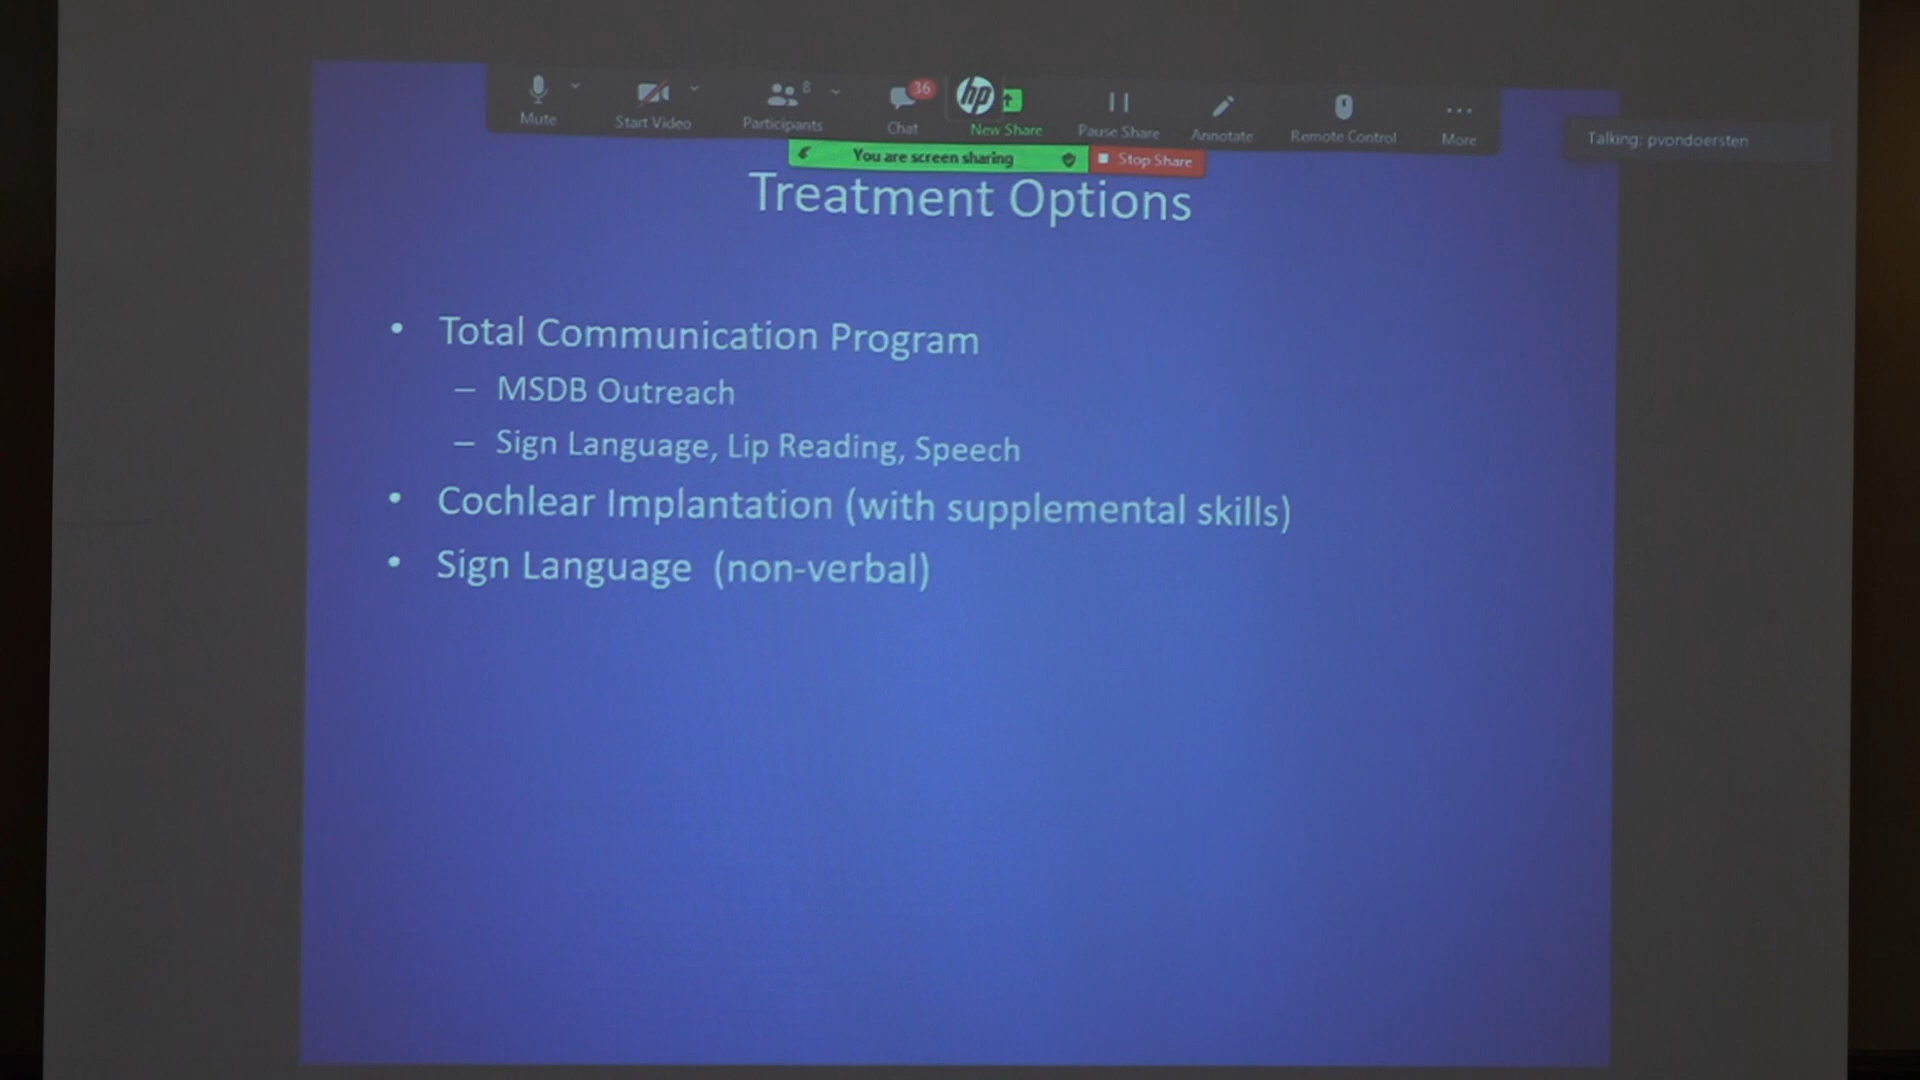 Mute
Start Video
8
Participants
36
Chat
hp
New Share
Pause Share
Annotate
Remote Control
More
Talking: pvondoersten
You are screen sharing
Stop Share
Treatment Options
• Total Communication Program
– MSDB Outreach
– Sign Language, Lip Reading, Speech
• Cochlear Implantation (with supplemental skills)
• Sign Language (non-verbal)